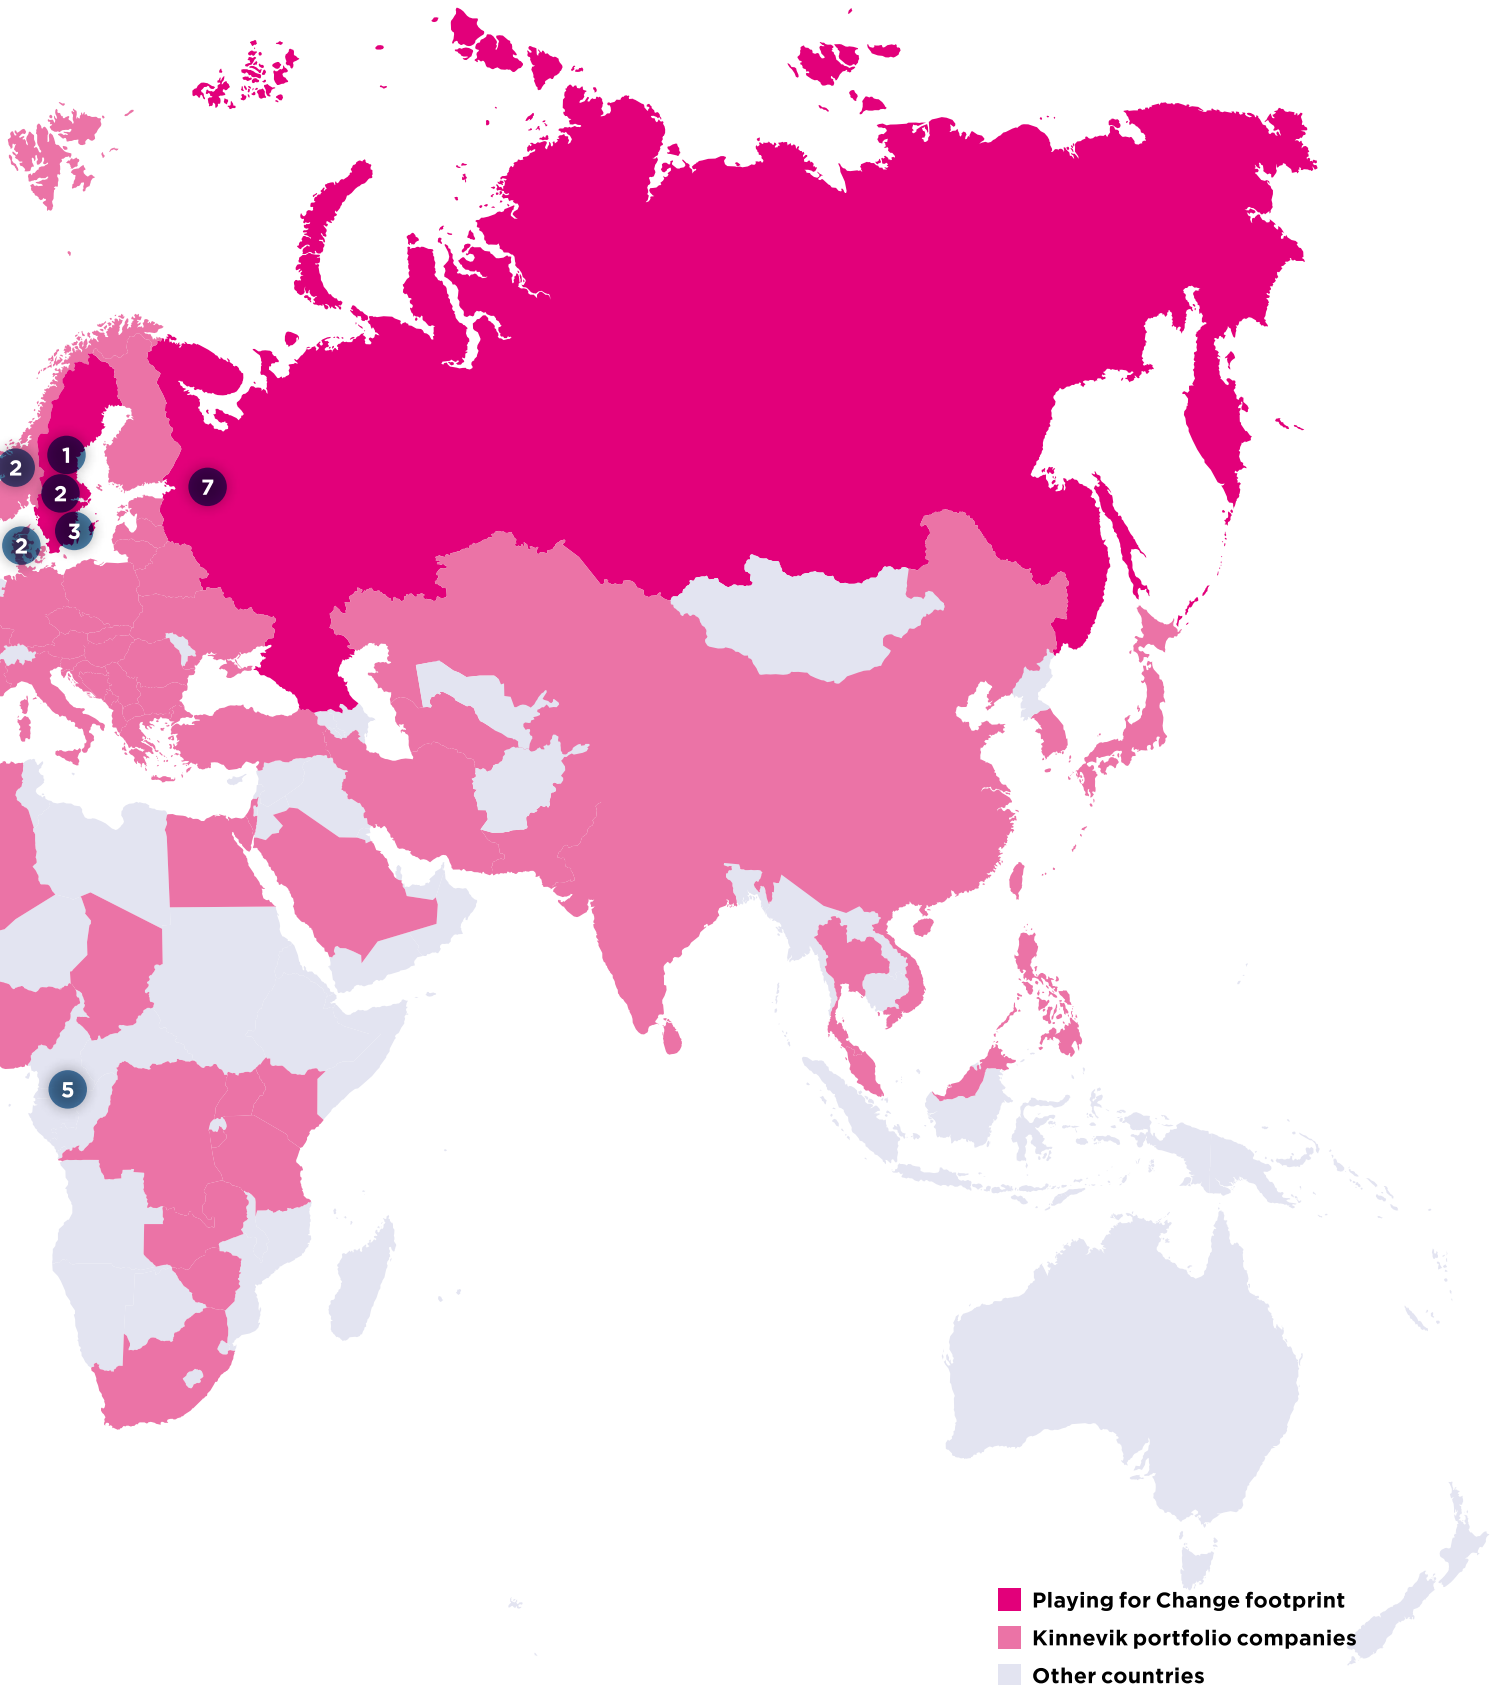 1
2
7
2
3
2
5
Playing for Change footprint
Kinnevik portfolio companies
Other countries